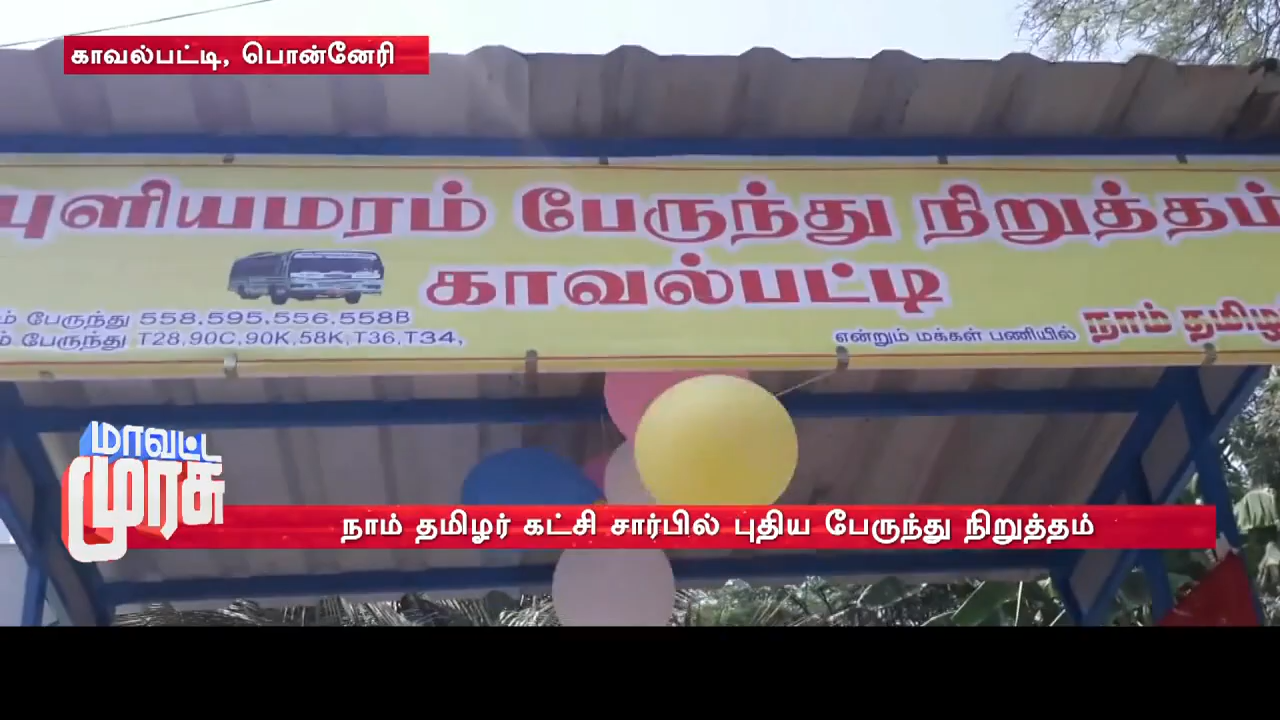 காவல்பட்டி, பொன்னேரி
புளியமரம் பேருந்து நிறுத்தம்
காவல்பட்டி
பேருந்து 558,595,556,558B
பேருந்து T28,90C,90K,58K,T36,T34,
என்றும் மக்கள் பணியில் நாம்
மாவட்ட
முரசு
நாம் தமிழர் கட்சி சார்பில் புதிய பேருந்து நிறுத்தம்